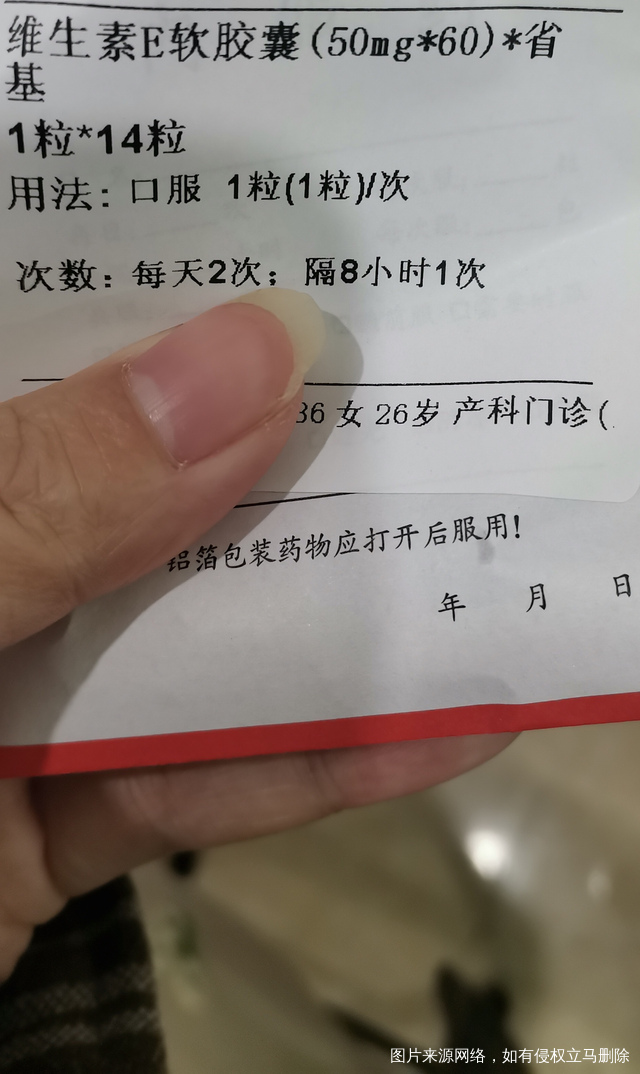 维生素E软胶囊(50mg*60)*省
基
1粒*14粒
用法: 口服 1粒(1粒)/次
次数: 每天2次; 隔8小时1次
36 女 26岁 产科门诊(
铝箔包装药物应打开后服用!
年 月 日
图片来源网络，如有侵权立马删除